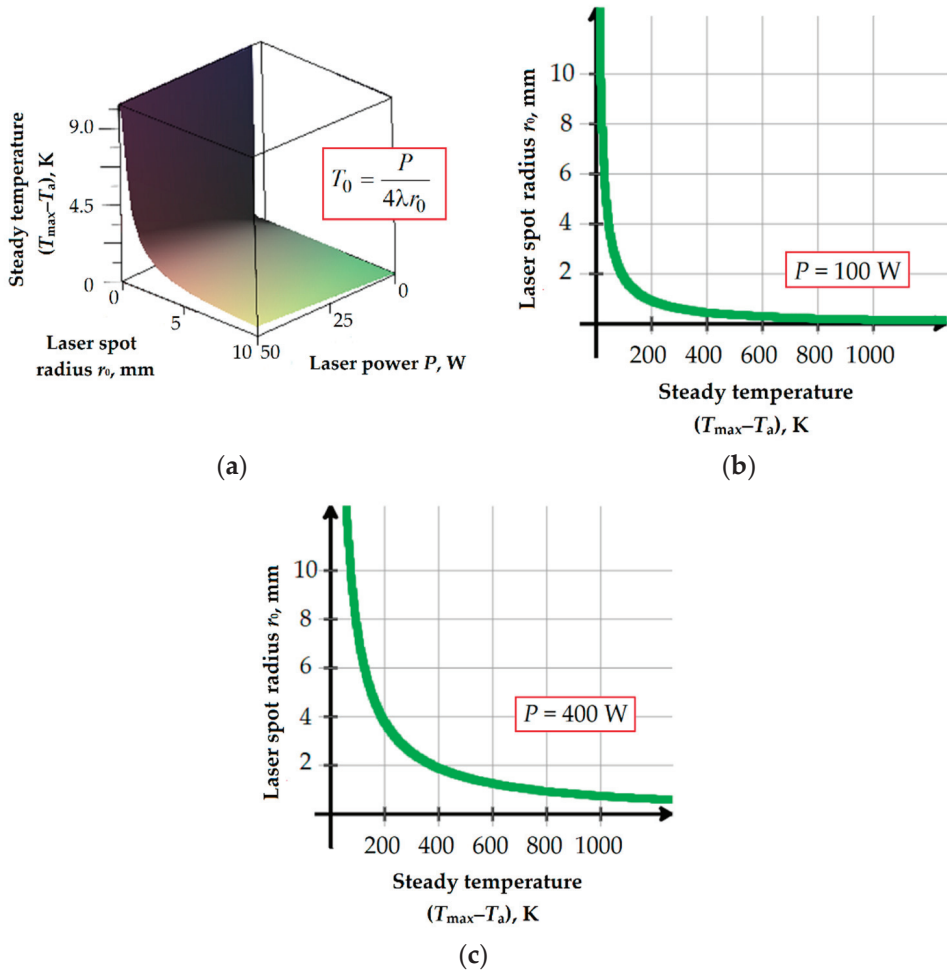 Steady temperature
(Tmax–Ta), K
9.0
4.5
0
0
5
10
50
25
0
Laser spot
radius r0, mm
Laser power P, W
T0 = P / 4λr0
(a)
Laser spot radius r0, mm
10
8
6
4
2
P = 100 W
200 400 600 800 1000
Steady temperature
(Tmax–Ta), K
(b)
Laser spot radius r0, mm
10
8
6
4
2
P = 400 W
200 400 600 800 1000
Steady temperature
(Tmax–Ta), K
(c)